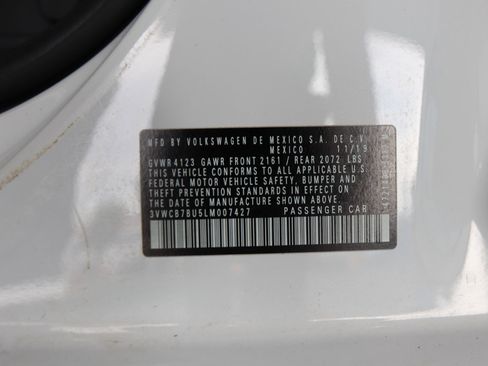 MFD BY VOLKSWAGEN DE MEXICO S.A. DE C.V.
MEXICO 11/19
GVWR 4123 GAWR FRONT 2161 / REAR 2072 LBS
THIS VEHICLE CONFORMS TO ALL APPLICABLE U.S.
FEDERAL MOTOR VEHICLE SAFETY, BUMPER, AND
THEFT PREVENTION STANDARDS IN EFFECT ON THE
DATE OF MANUFACTURE SHOWN ABOVE.
3VWCB7BU5LM007427 PASSENGER CAR